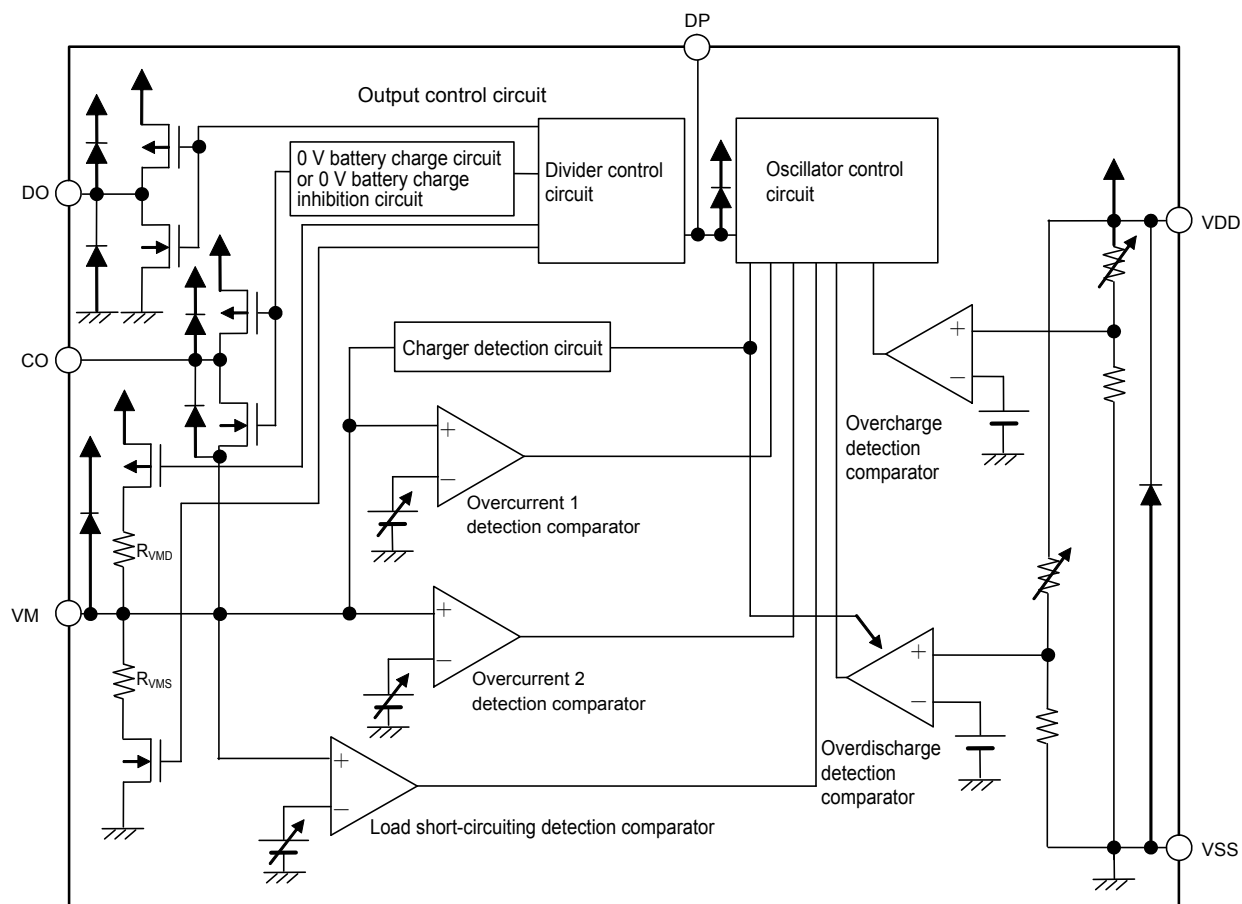 DP
Output control circuit
0 V battery charge circuit
or 0 V battery charge
inhibition circuit
Divider control
circuit
Oscillator control
circuit
DO
VDD
CO
Charger detection circuit
+
−
Overcharge
detection
comparator
+
−
Overcurrent 1
detection comparator
RVMD
VM
+
−
Overcurrent 2
detection comparator
RVMS
+
−
Overdischarge
detection
comparator
+
−
Load short-circuiting detection comparator
VSS